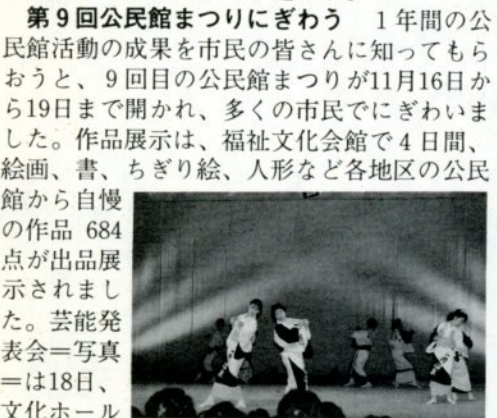 第9回公民館まつりにぎわう　1年間の公
民館活動の成果を市民の皆さんに知ってもら
おうと、9回目の公民館まつりが11月16日か
ら19日まで開かれ、多くの市民でにぎわいま
した。作品展示は、福祉文化会館で4日間、
絵画、書、ちぎり絵、人形など各地区の公民
館から自慢
の作品 684
点が出品展
示されまし
た。芸能発
表会＝写真
＝は18日、
文化ホール